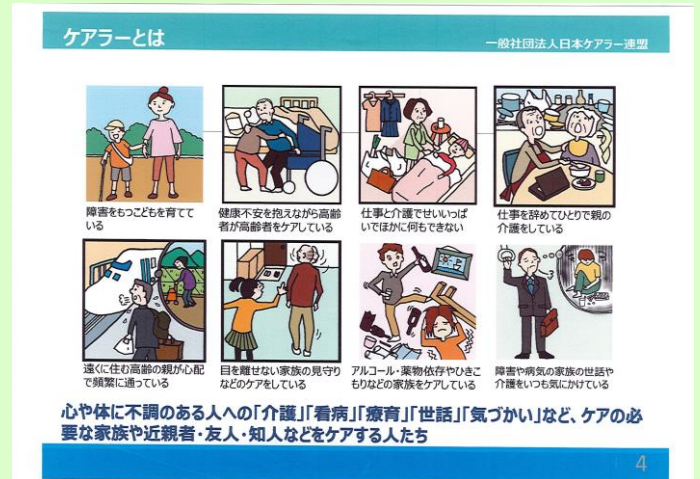 ケアラーとは
一般社団法人日本ケアラー連盟
障害をもつこどもを育てて
いる
健康不安を抱えながら高齢
者が高齢者をケアしている
仕事と介護でせいいっぱ
いでほかに何もできない
仕事を辞めてひとりで親の
介護をしている
遠くに住む高齢の親が心配
で頻繁に通っている
目を離せない家族の見守り
などのケアをしている
アルコール・薬物依存やひきこ
もりなどの家族をケアしている
障害や病気の家族の世話や
介護をいつも気にかけている
心や体に不調のある人への「介護」「看病」「療育」「世話」「気づかい」など、ケアの必
要な家族や近親者・友人・知人などをケアする人たち
4